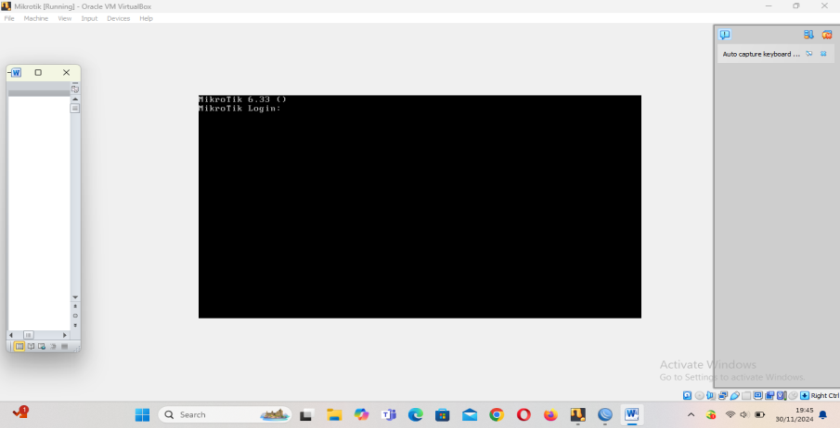 Mikrotik [Running] - Oracle VM VirtualBox
File Machine View Input Devices Help
Auto capture keyboard ...
MikroTik 6.33 ()
MikroTik Login:
Activate Windows
Go to Settings to activate Windows.
Right Ctrl
Search
19:45
30/11/2024